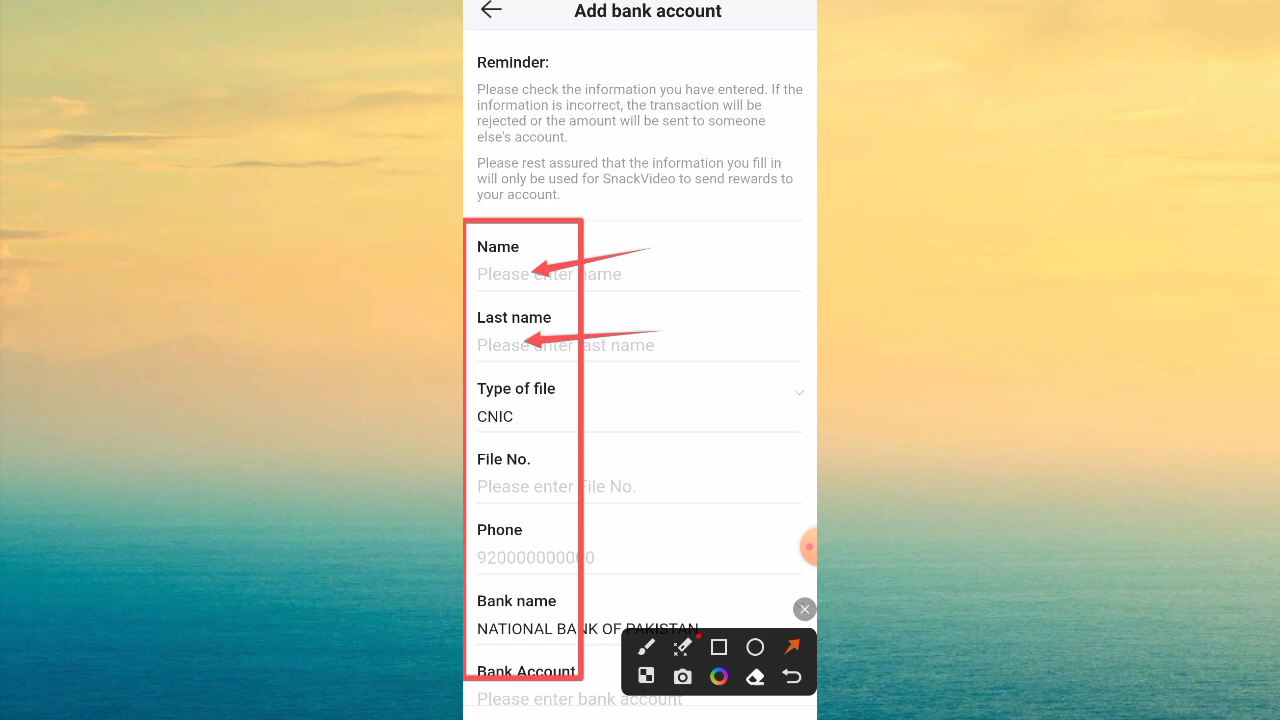 Add bank account
Reminder:
Please check the information you have entered. If the
information is incorrect, the transaction will be
rejected or the amount will be sent to someone
else's account.
Please rest assured that the information you fill in
will only be used for SnackVideo to send rewards to
your account.
Name
Please enter name
Last name
Please enter last name
Type of file
CNIC
File No.
Please enter File No.
Phone
920000000000
Bank name
NATIONAL BANK OF PAKISTAN
Bank Account
Please enter bank account